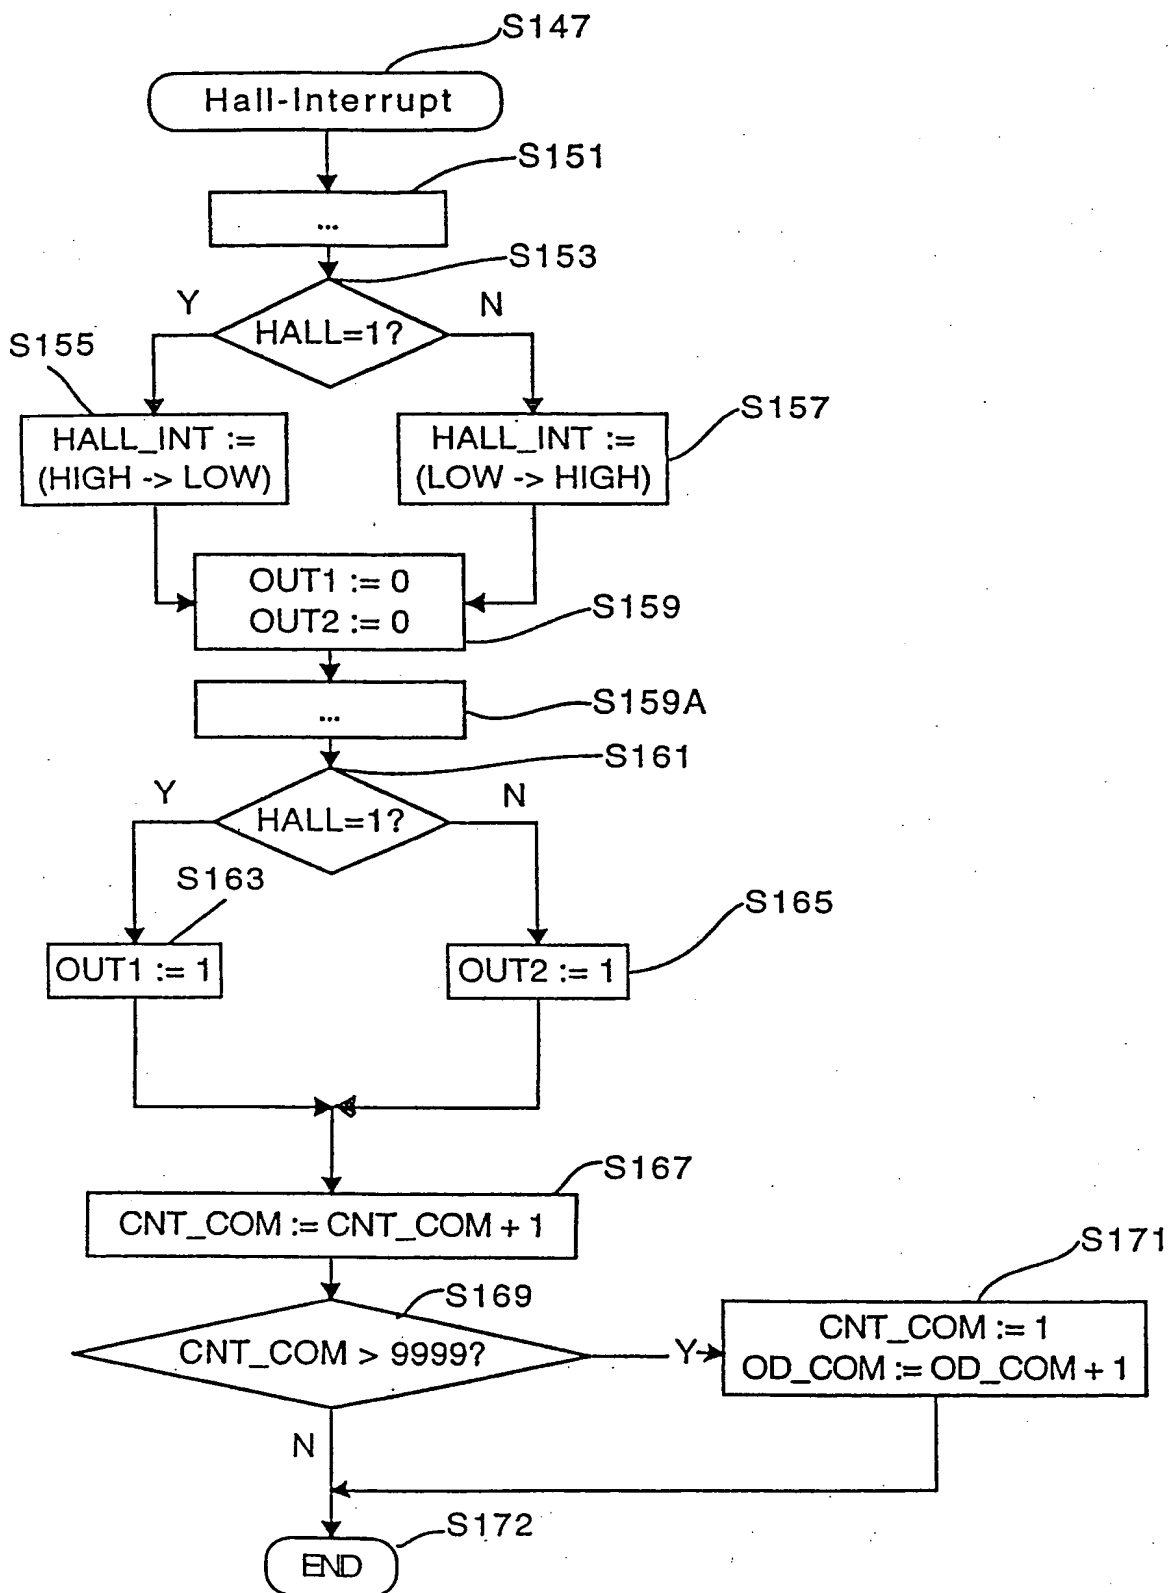 S147
Hall-Interrupt
S151
...
S153
Y
N
HALL=1?
S155
S157
HALL_INT :=
(HIGH -> LOW)
HALL_INT :=
(LOW -> HIGH)
OUT1 := 0
OUT2 := 0
S159
...
S159A
S161
Y
N
HALL=1?
S163
S165
OUT1 := 1
OUT2 := 1
S167
CNT_COM := CNT_COM + 1
S171
S169
CNT_COM > 9999?
Y
CNT_COM := 1
OD_COM := OD_COM + 1
N
S172
END